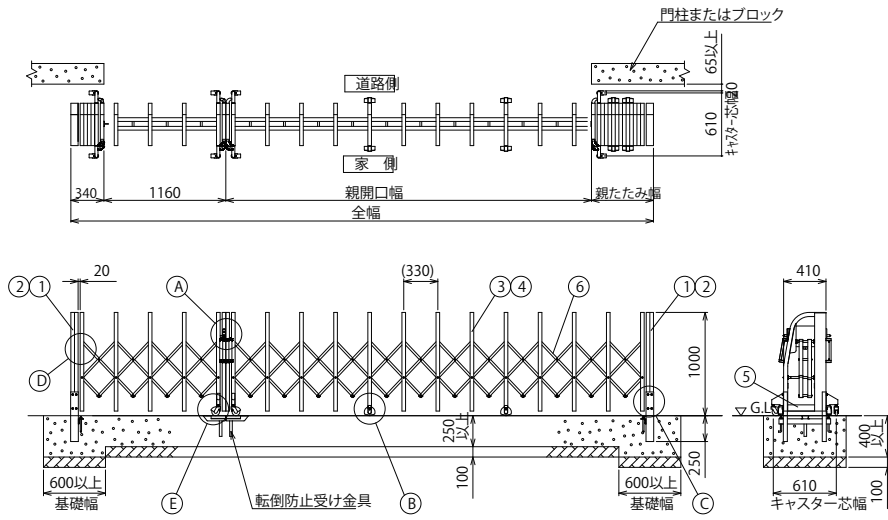 門柱またはブロック
65以上
道路側
610
キャスター芯幅
家 側
340
1160
親開口幅
親たたみ幅
全幅
20
(330)
410
② ①
A
③ ④
⑥
① ②
D
1000
⑤
G.L
250以上
100
250
400以上
100
600以上
基礎幅
E
転倒防止受け金具
B
600以上
基礎幅
C
610
キャスター芯幅